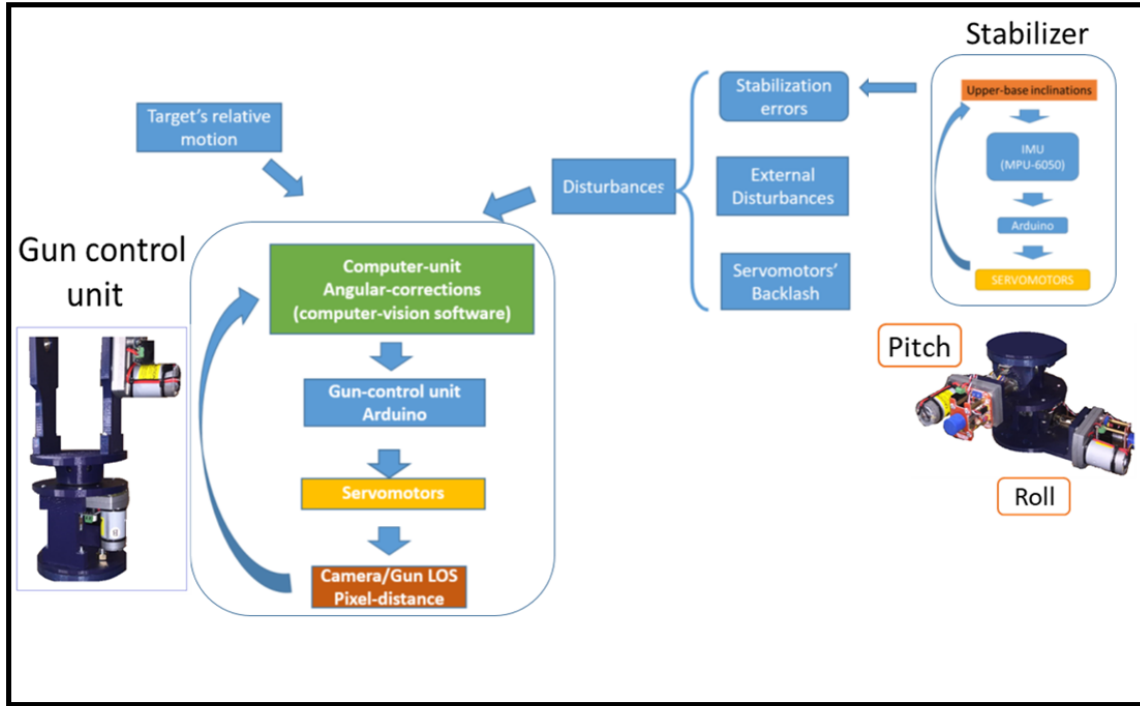 Stabilizer
Upper-base inclinations
IMU
(MPU-6050)
Arduino
SERVOMOTORS
Stabilization
errors
External
Disturbances
Servomotors'
Backlash
Disturbances
Target's relative
motion
Gun control
unit
Computer-unit
Angular-corrections
(computer-vision software)
Gun-control unit
Arduino
Servomotors
Camera/Gun LOS
Pixel-distance
Pitch
Roll